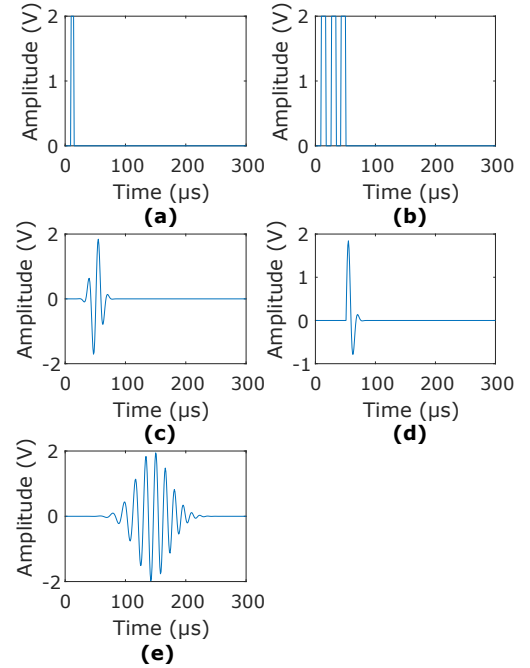 Amplitude (V)
2
1
0
0 100 200 300
Time (µs)
(a)
Amplitude (V)
2
1
0
0 100 200 300
Time (µs)
(b)
Amplitude (V)
2
0
-2
0 100 200 300
Time (µs)
(c)
Amplitude (V)
2
1
0
-1
0 100 200 300
Time (µs)
(d)
Amplitude (V)
2
0
-2
0 100 200 300
Time (µs)
(e)